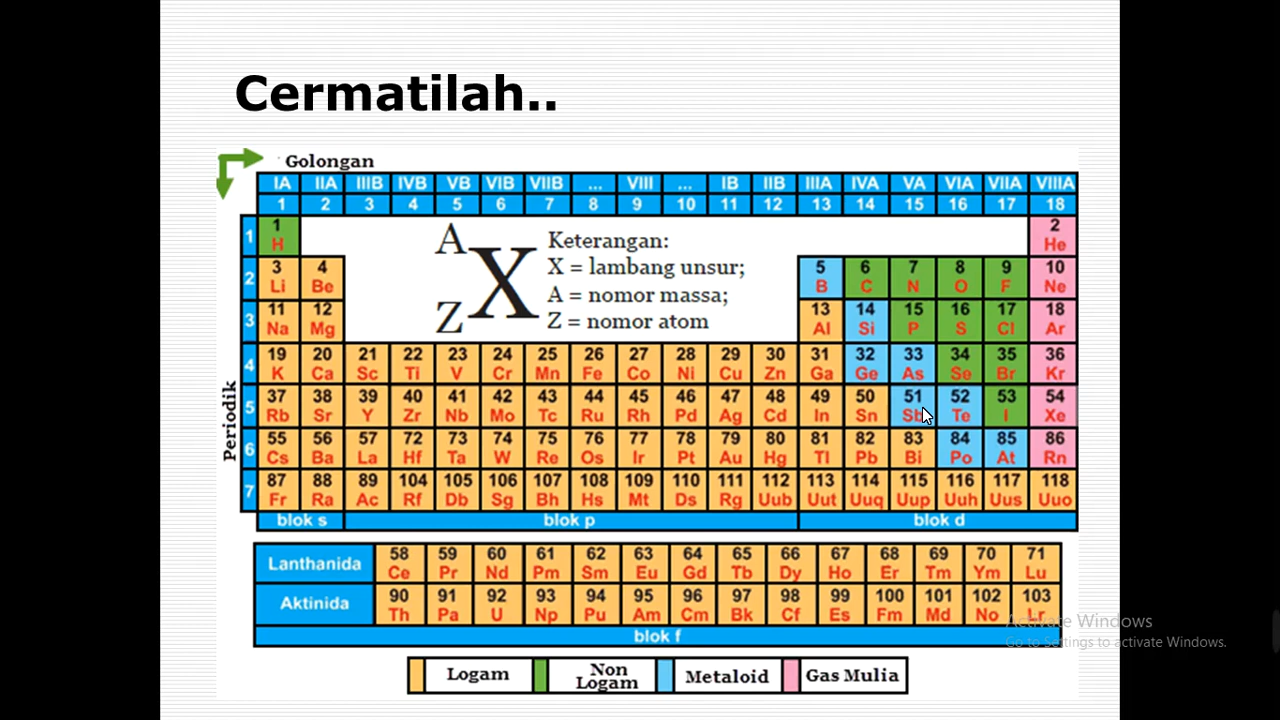 Cermatilah..
Golongan
IA IIA IIIB IVB VB VIB VIIB ... VIII ... IB IIB IIIA IVA VA VIA VIIA VIIIA
1 2 3 4 5 6 7 8 9 10 11 12 13 14 15 16 17 18
Periodik
1
1 2
H He
A
X
Z
Keterangan:
X = lambang unsur;
A = nomor massa;
Z = nomor atom
2
3 4 5 6 7 8 9 10
Li Be B C N O F Ne
3
11 12 13 14 15 16 17 18
Na Mg Al Si P S Cl Ar
4
19 20 21 22 23 24 25 26 27 28 29 30 31 32 33 34 35 36
K Ca Sc Ti V Cr Mn Fe Co Ni Cu Zn Ga Ge As Se Br Kr
5
37 38 39 40 41 42 43 44 45 46 47 48 49 50 51 52 53 54
Rb Sr Y Zr Nb Mo Tc Ru Rh Pd Ag Cd In Sn Sb Te I Xe
6
55 56 57 72 73 74 75 76 77 78 79 80 81 82 83 84 85 86
Cs Ba La Hf Ta W Re Os Ir Pt Au Hg Tl Pb Bi Po At Rn
7
87 88 89 104 105 106 107 108 109 110 111 112 113 114 115 116 117 118
Fr Ra Ac Rf Db Sg Bh Hs Mt Ds Rg Uub Uut Uuq Uup Uuh Uus Uuo
blok s blok p blok d
Lanthanida
58 59 60 61 62 63 64 65 66 67 68 69 70 71
Ce Pr Nd Pm Sm Eu Gd Tb Dy Ho Er Tm Ym Lu
Aktinida
90 91 92 93 94 95 96 97 98 99 100 101 102 103
Th Pa U Np Pu Am Cm Bk Cf Es Fm Md No Lr
blok f
Logam
Non
Logam
Metaloid
Gas Mulia
Activate Windows
Go to Settings to activate Windows.